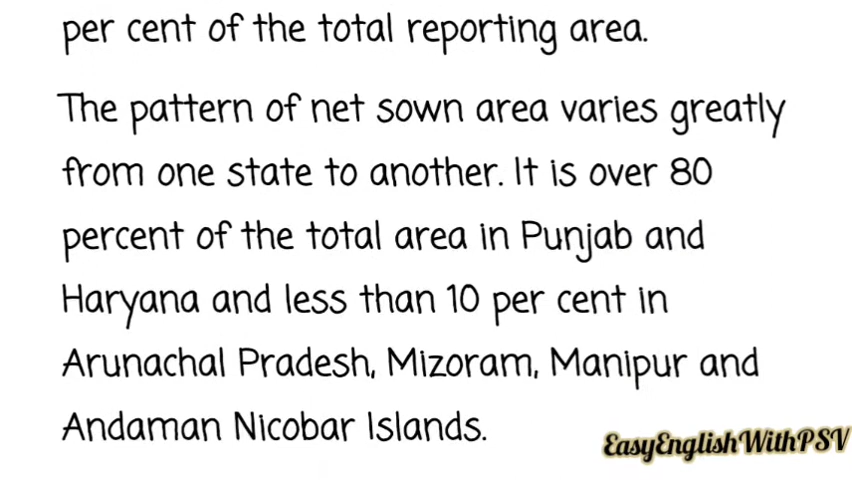 per cent of the total reporting area.
The pattern of net sown area varies greatly
from one state to another. It is over 80
percent of the total area in Punjab and
Haryana and less than 10 per cent in
Arunachal Pradesh, Mizoram, Manipur and
Andaman Nicobar Islands.
EasyEnglishWithPSV